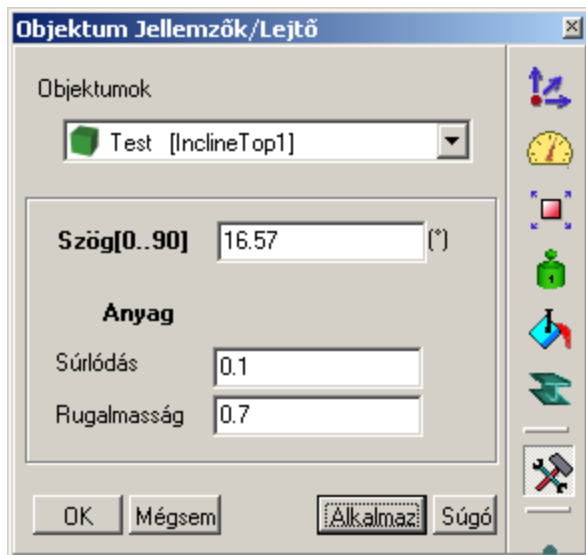 Objektum Jellemzők/Lejtő
Objektumok
Test [InclineTop1]
Szög[0..90] 16.57 (°)
Anyag
Súrlódás 0.1
Rugalmasság 0.7
OK Mégsem Alkalmaz Súgó